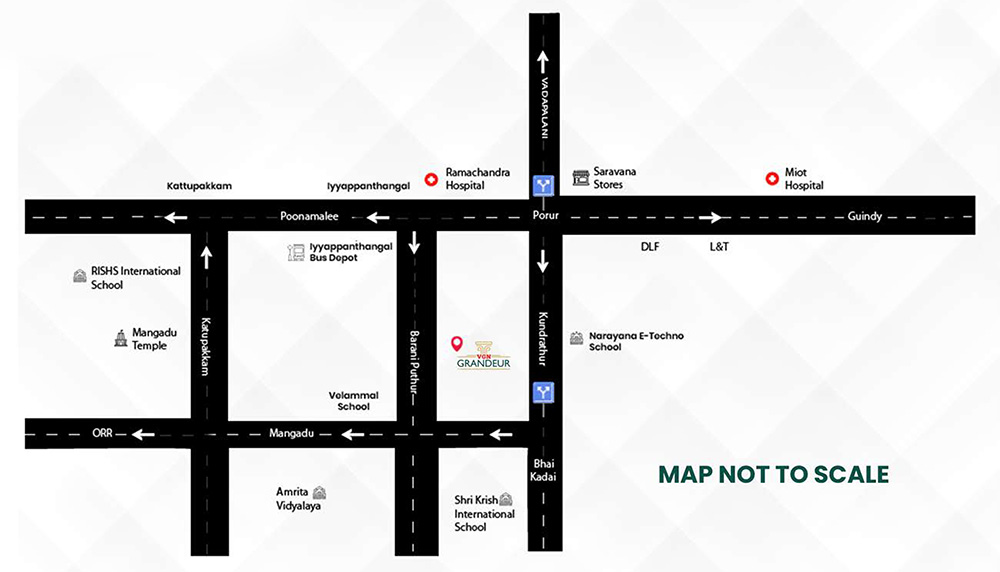 VADAPALANI
Kattupakkam
Iyyappanthangal
Ramachandra
Hospital
Saravana
Stores
Miot
Hospital
Poonamalee
Porur
Guindy
Iyyappanthangal
Bus Depot
DLF
L&T
RISHS International
School
Mangadu
Temple
Katupakkam
Barani Puthur
VGN
GRANDEUR
Kundrathur
Narayana E-Techno
School
Velammal
School
ORR
Mangadu
Bhai
Kadai
MAP NOT TO SCALE
Amrita
Vidyalaya
Shri Krish
International
School